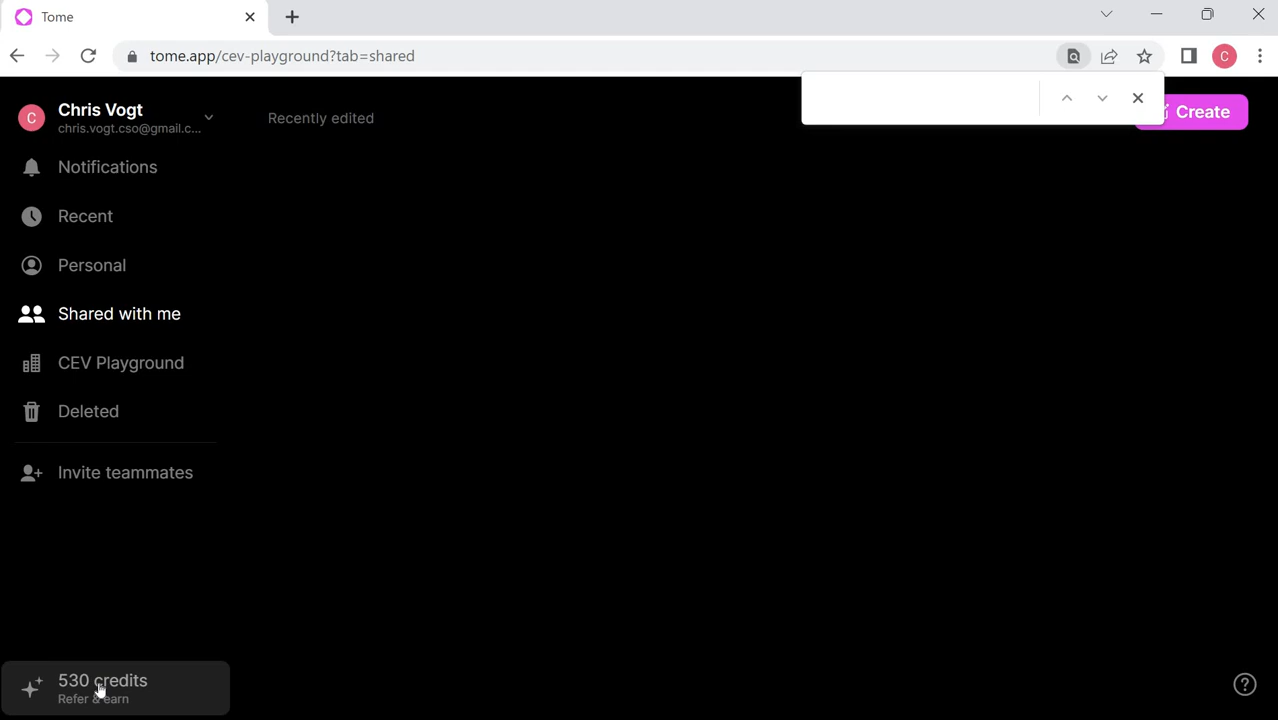 Tome
tome.app/cev-playground?tab=shared
C
C
Chris Vogt
chris.vogt.cso@gmail.c...
Recently edited
Create
Notifications
Recent
Personal
Shared with me
CEV Playground
Deleted
Invite teammates
530 credits
Refer & earn
?